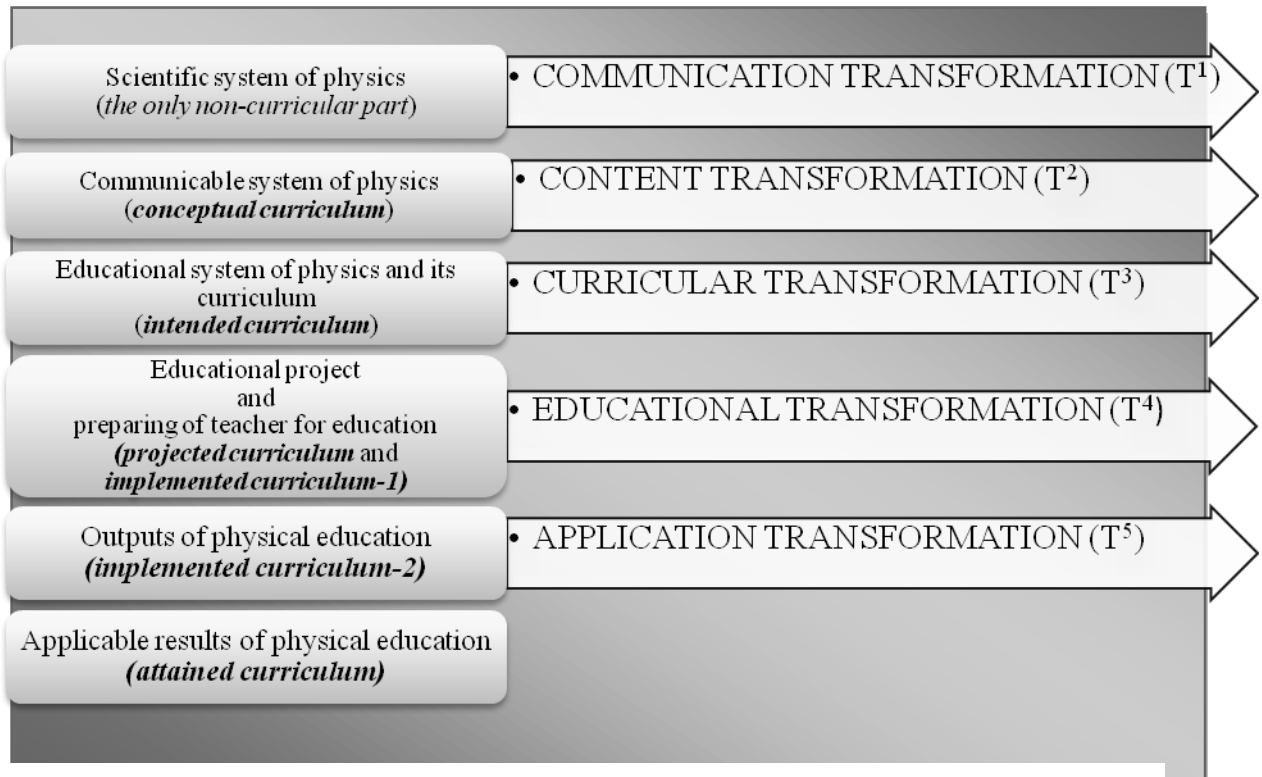 Scientific system of physics
(the only non-curricular part)
• COMMUNICATION TRANSFORMATION (T¹)
Communicable system of physics
(conceptual curriculum)
• CONTENT TRANSFORMATION (T²)
Educational system of physics and its
curriculum
(intended curriculum)
• CURRICULAR TRANSFORMATION (T³)
Educational project
and
preparing of teacher for education
(projected curriculum and
implemented curriculum-1)
• EDUCATIONAL TRANSFORMATION (T⁴)
Outputs of physical education
(implemented curriculum-2)
• APPLICATION TRANSFORMATION (T⁵)
Applicable results of physical education
(attained curriculum)